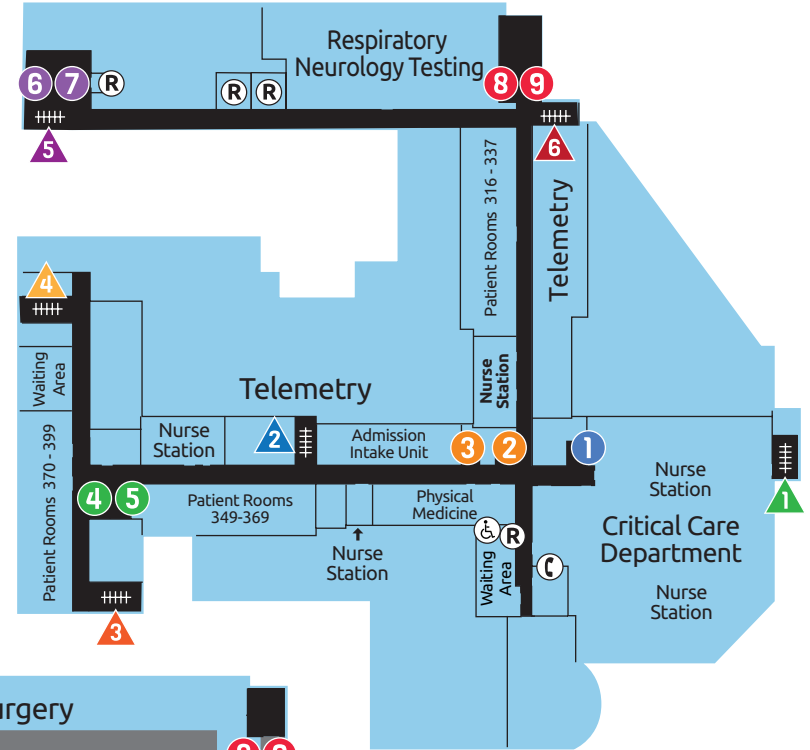 Respiratory
Neurology Testing
6 7
R
R R
8 9
5
6
Patient Rooms 316 - 337
Telemetry
4
Waiting
Area
Telemetry
Nurse
Station
Nurse
Station
2
Admission
Intake Unit
3 2
1
Nurse
Station
1
Patient Rooms 370 - 399
4 5
Patient Rooms
349-369
Physical
Medicine
Nurse
Station
R
Waiting
Area
Critical Care
Department
Nurse
Station
3